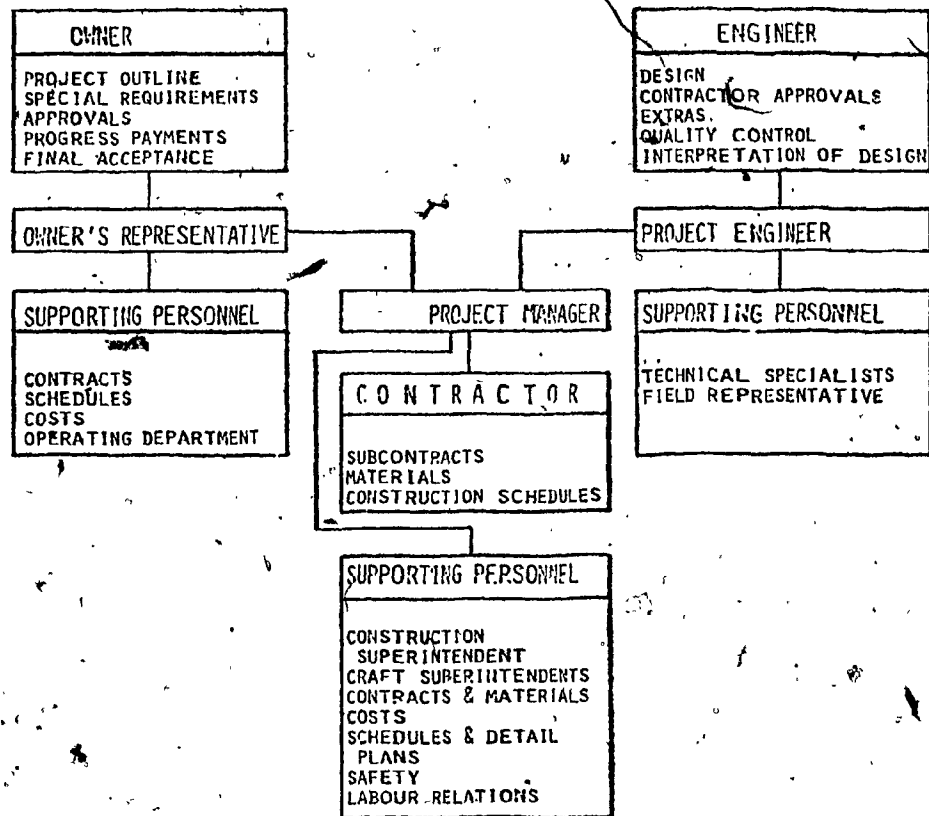 OWNER
PROJECT OUTLINE
SPECIAL REQUIREMENTS
APPROVALS
PROGRESS PAYMENTS
FINAL ACCEPTANCE
OWNER'S REPRESENTATIVE
SUPPORTING PERSONNEL
CONTRACTS
SCHEDULES
COSTS
OPERATING DEPARTMENT
PROJECT MANAGER
CONTRACTOR
SUBCONTRACTS
MATERIALS
CONSTRUCTION SCHEDULES
SUPPORTING PERSONNEL
CONSTRUCTION
SUPERINTENDENT
CRAFT SUPERINTENDENTS
CONTRACTS & MATERIALS
COSTS
SCHEDULES & DETAIL
PLANS
SAFETY
LABOUR RELATIONS
ENGINEER
DESIGN
CONTRACTOR APPROVALS
EXTRAS
QUALITY CONTROL
INTERPRETATION OF DESIGN
PROJECT ENGINEER
SUPPORTING PERSONNEL
TECHNICAL SPECIALISTS
FIELD REPRESENTATIVE